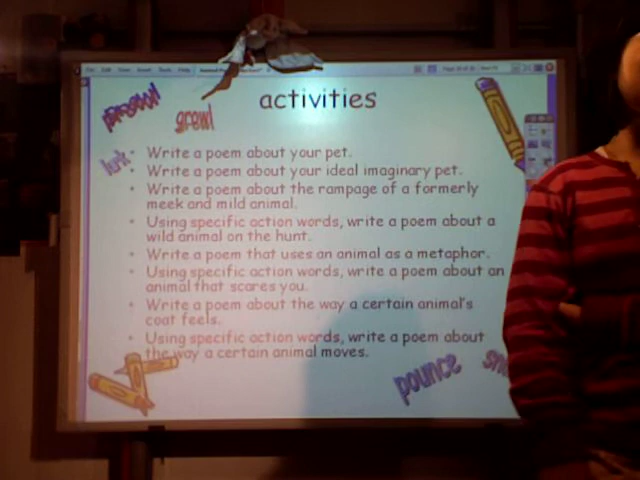 activities
prowl
growl
lurk
• Write a poem about your pet.
• Write a poem about your ideal imaginary pet.
• Write a poem about the rampage of a formerly
meek and mild animal.
• Using specific action words, write a poem about a
wild animal on the hunt.
• Write a poem that uses an animal as a metaphor.
• Using specific action words, write a poem about an
animal that scares you.
• Write a poem about the way a certain animal's
coat feels.
• Using specific action words, write a poem about
the way a certain animal moves.
pounce